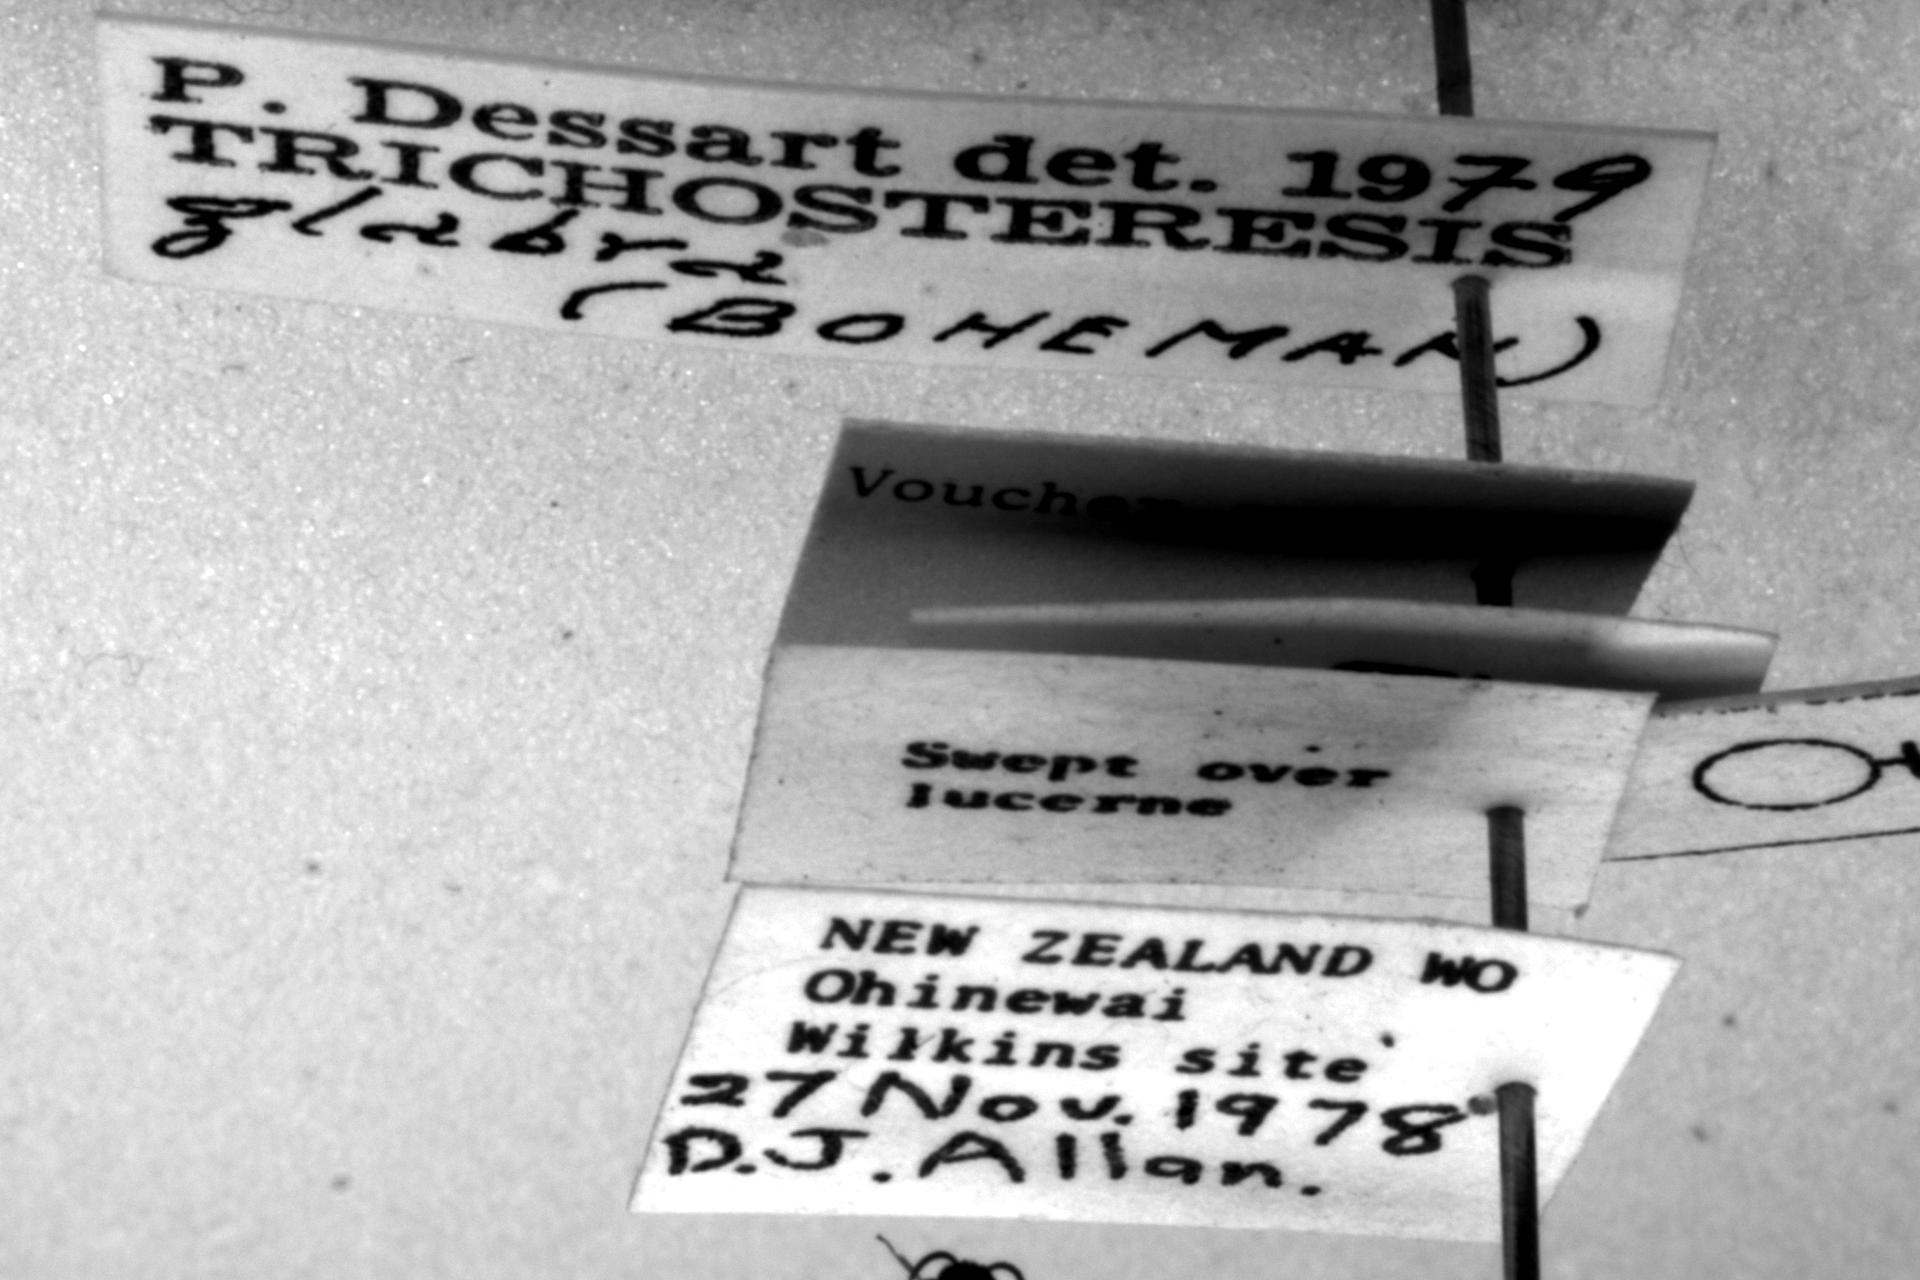 P. Dessart det. 1979
TRICHOSTERESIS
glabra
(BOHEMAN)
Voucher
Swept over
lucerne
NEW ZEALAND WO
Ohinewai
Wilkins site
27 Nov. 1978
D.J. Allan.